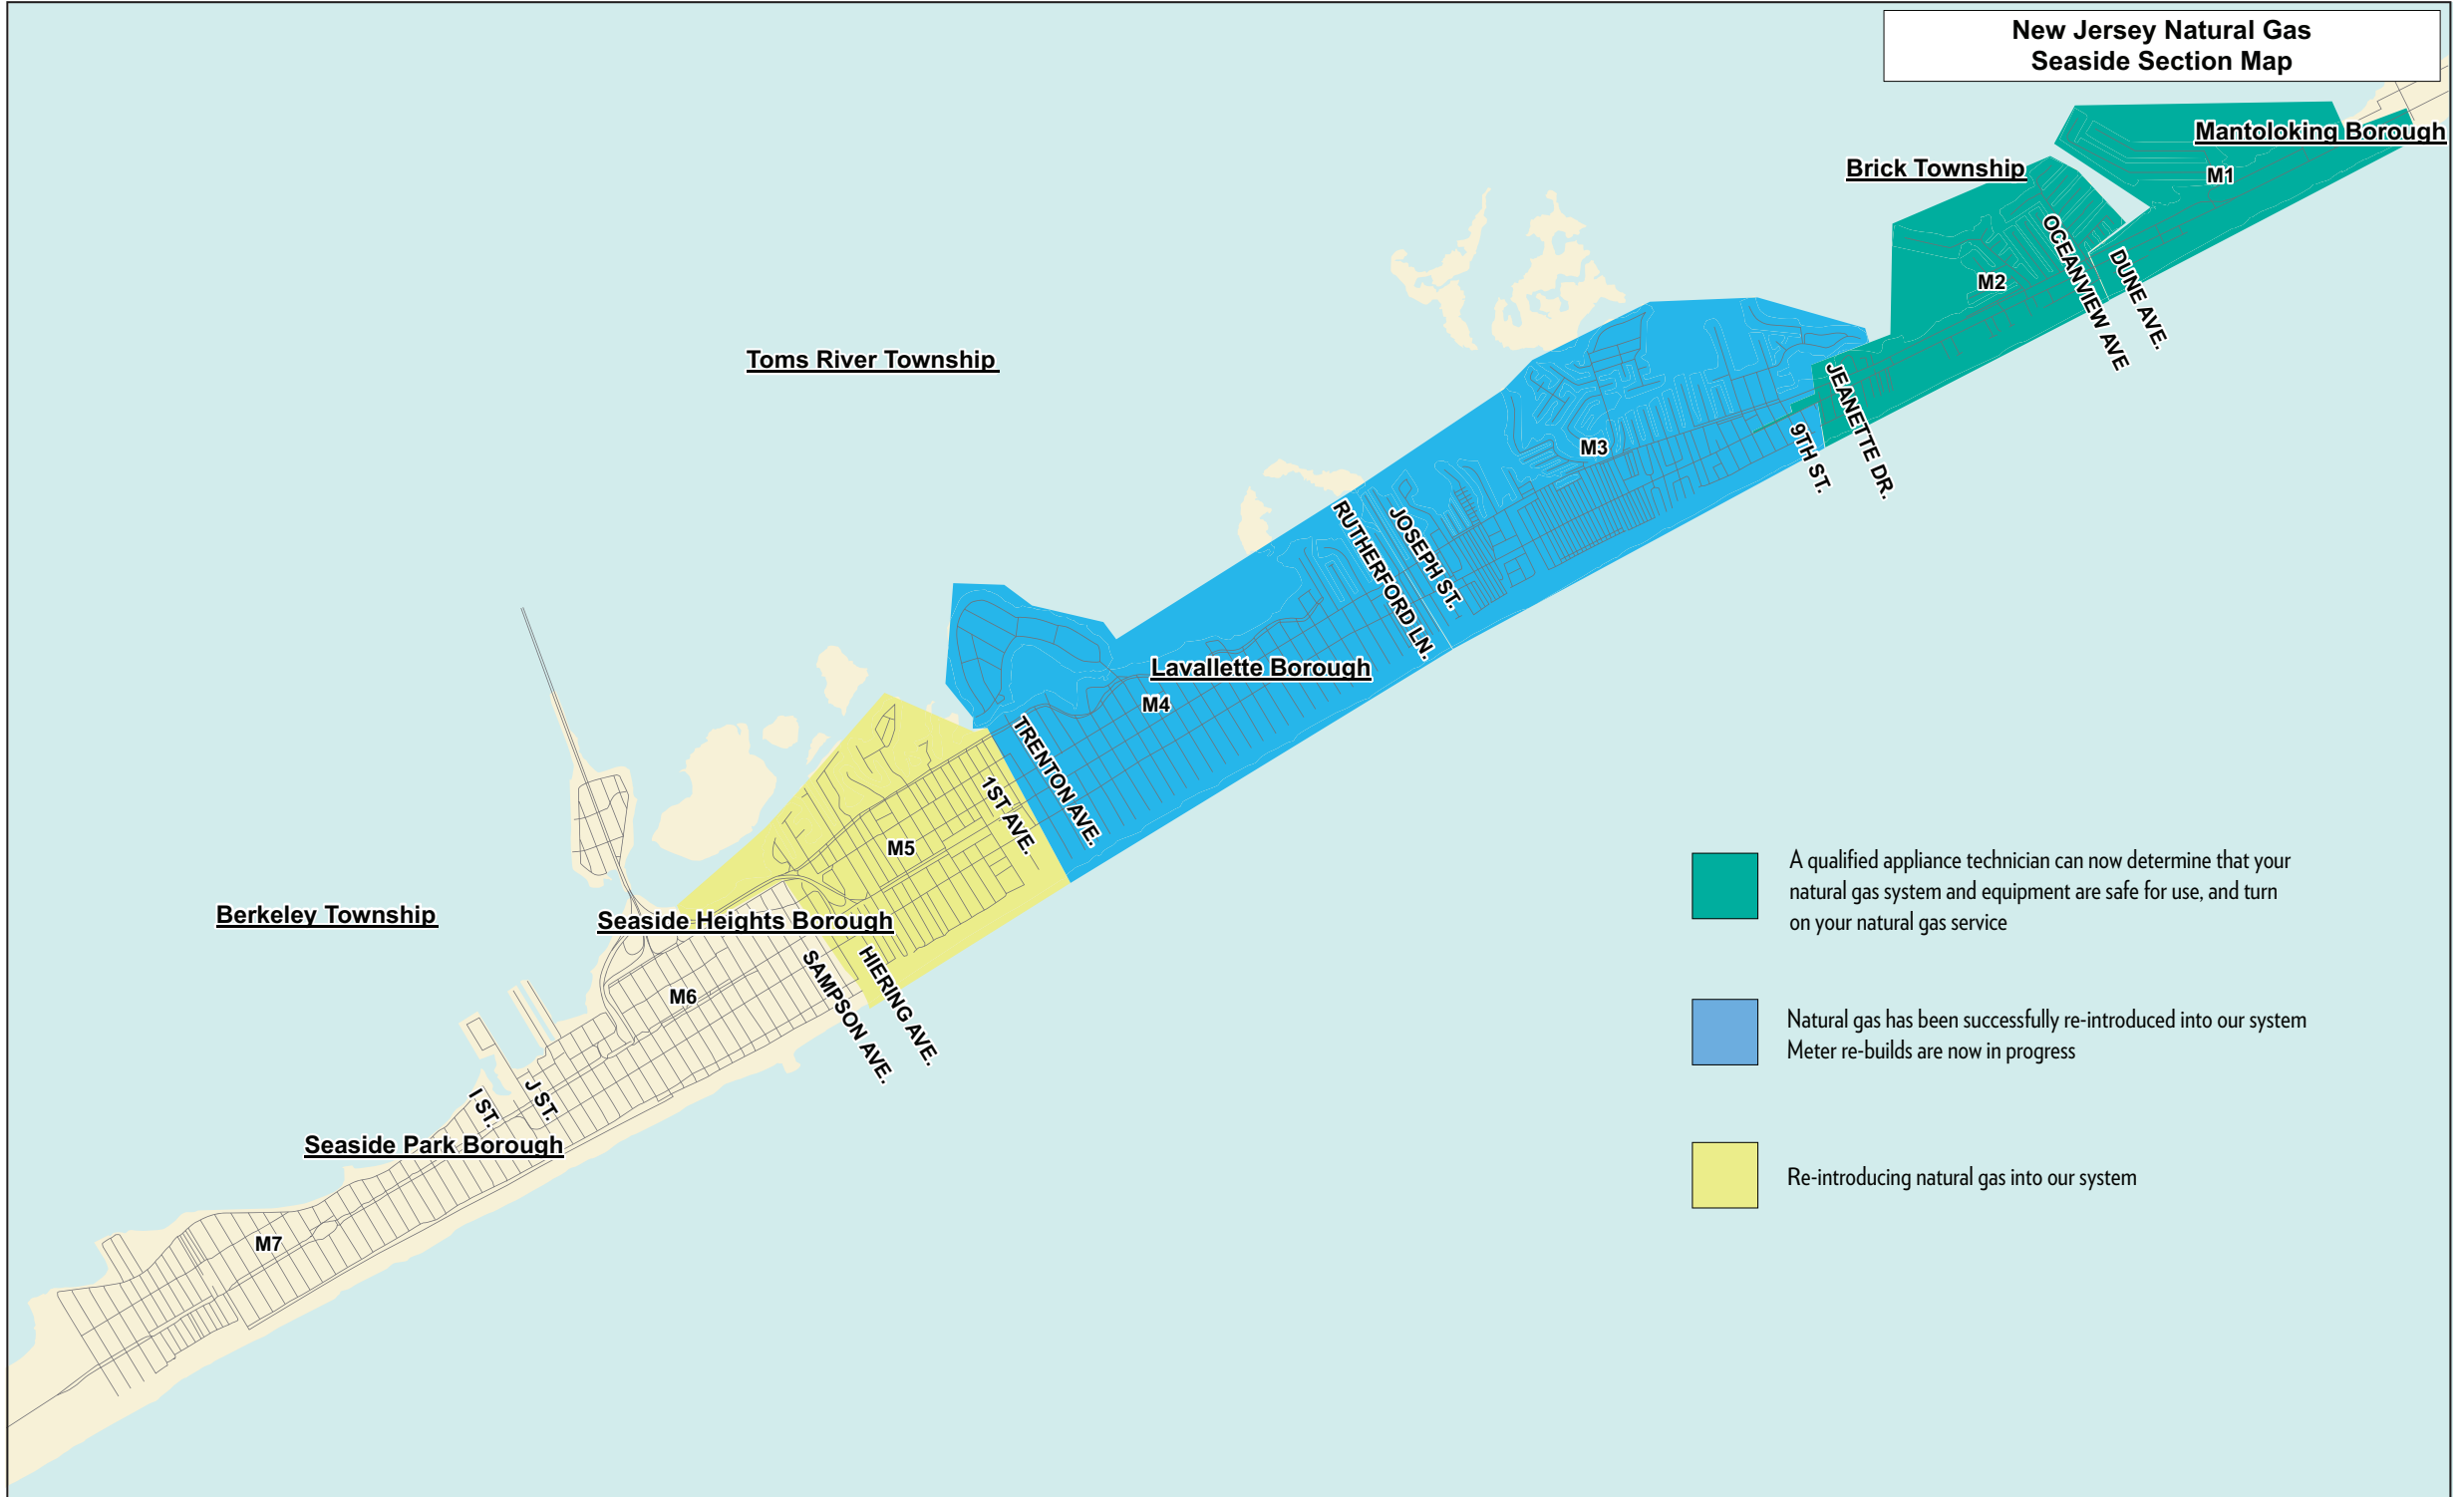 New Jersey Natural Gas
Seaside Section Map
Mantoloking Borough
Brick Township
M1
OCEANVIEW AVE
DUNE AVE.
M2
Toms River Township
JEANETTE DR.
9TH ST.
M3
RUTHERFORD LN.
JOSEPH ST.
Lavallette Borough
M4
TRENTON AVE.
1ST AVE.
M5
A qualified appliance technician can now determine that your
natural gas system and equipment are safe for use, and turn
on your natural gas service
Berkeley Township
Seaside Heights Borough
SAMPSON AVE.
HIERING AVE.
M6
Natural gas has been successfully re-introduced into our system
Meter re-builds are now in progress
I ST.
J ST.
Seaside Park Borough
Re-introducing natural gas into our system
M7